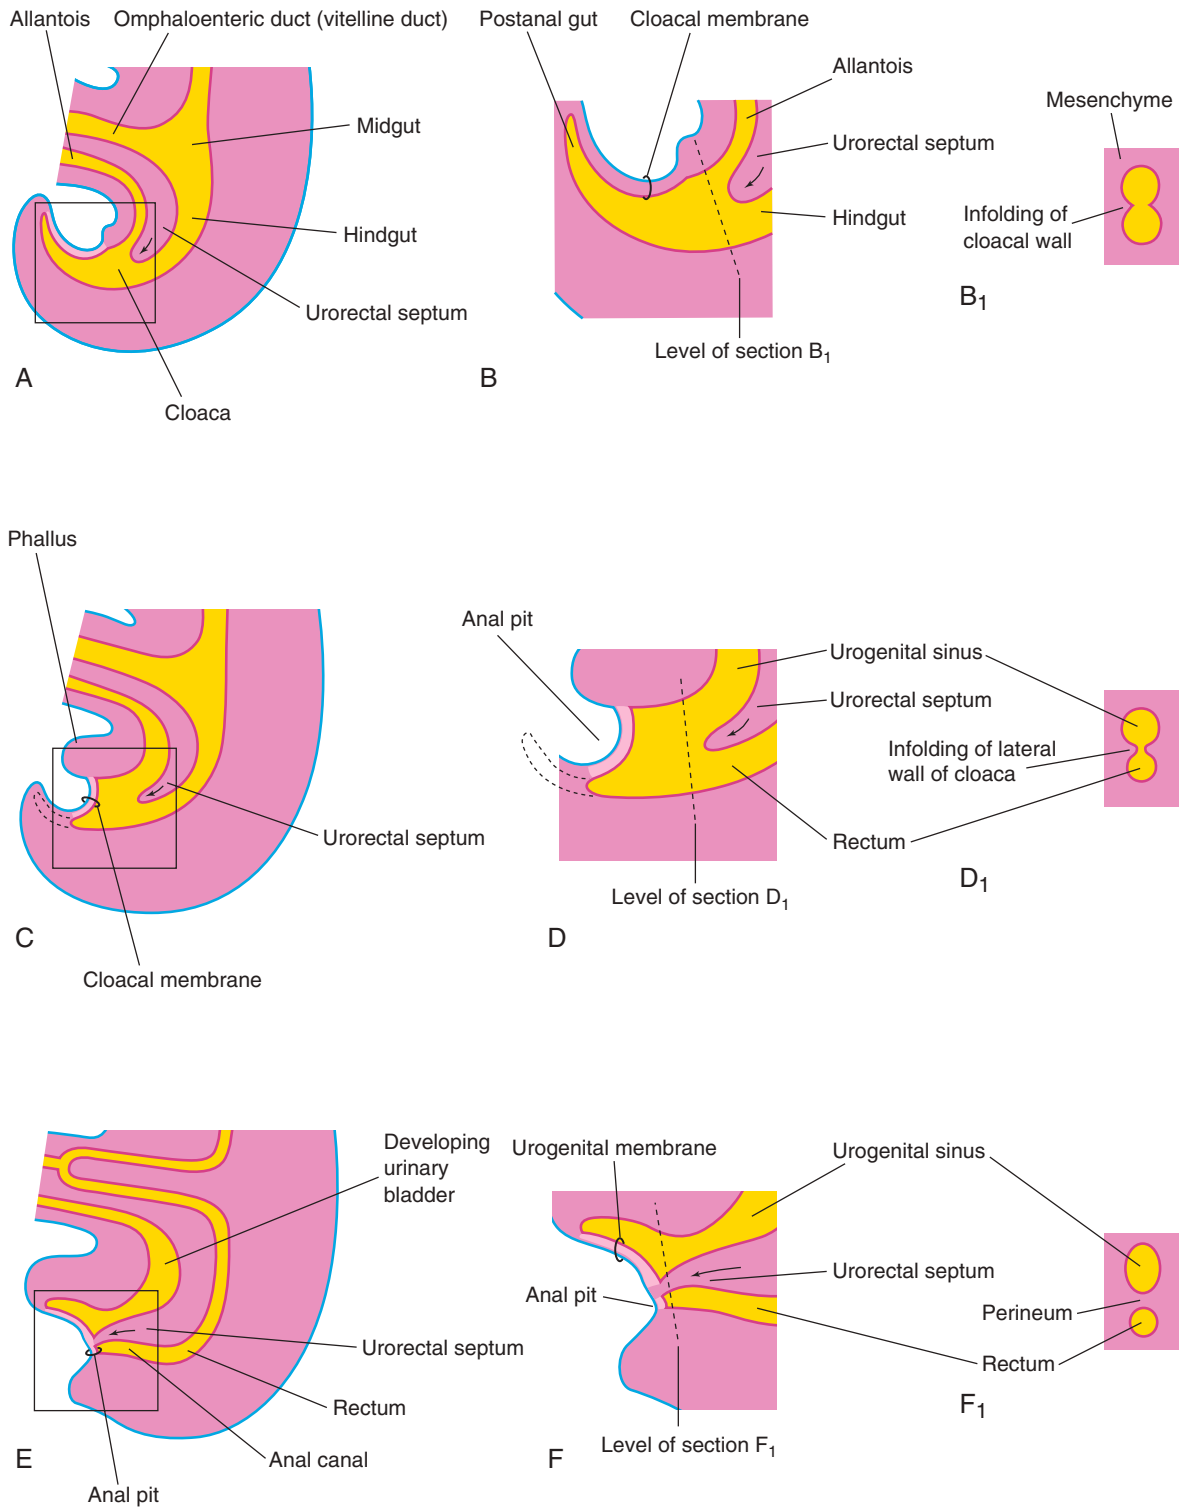 Allantois
Omphaloenteric duct (vitelline duct)
Midgut
Hindgut
Urorectal septum
Cloaca
A
Postanal gut
Cloacal membrane
Allantois
Urorectal septum
Hindgut
Level of section B1
B
Mesenchyme
Infolding of
cloacal wall
B1
Phallus
Urorectal septum
Cloacal membrane
C
Anal pit
Urogenital sinus
Urorectal septum
Infolding of lateral
wall of cloaca
Rectum
Level of section D1
D
D1
Developing
urinary
bladder
Urorectal septum
Rectum
Anal canal
Anal pit
E
Urogenital membrane
Urogenital sinus
Anal pit
Urorectal septum
Perineum
Rectum
Level of section F1
F
F1